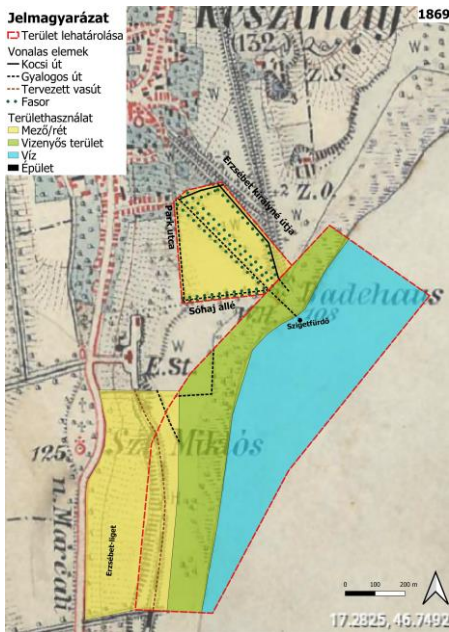 Jelmagyarázat
Terület lehatárolása
Vonalas elemek
Kocsi út
Gyalogos út
Tervezett vasút
Fasor
Területhasználat
Mező/rét
Vizenyős terület
Víz
Épület
1869
Keszthely
(132)
Z.S.
W
W
Erzsébet királyné útja
Z.O.
Park utca
W
Sóhaj allé
Badehaus
Szigetfürdő
W
E.St.
Szt Miklós
125
W
H
Erzsébet-liget
n. Marcali
0 100 200 m
17.2825, 46.7492